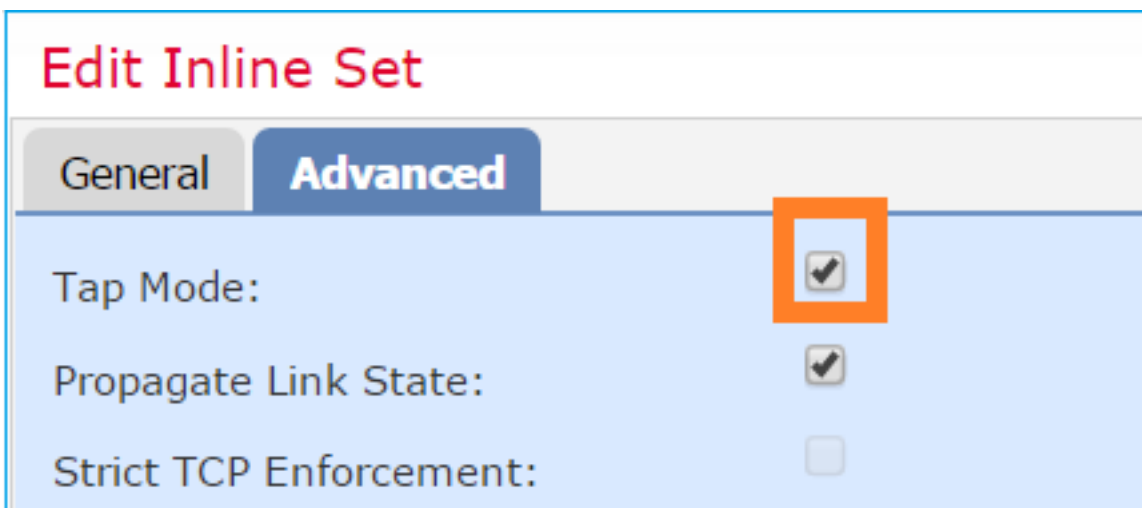 Edit Inline Set
General Advanced
Tap Mode:
Propagate Link State:
Strict TCP Enforcement: